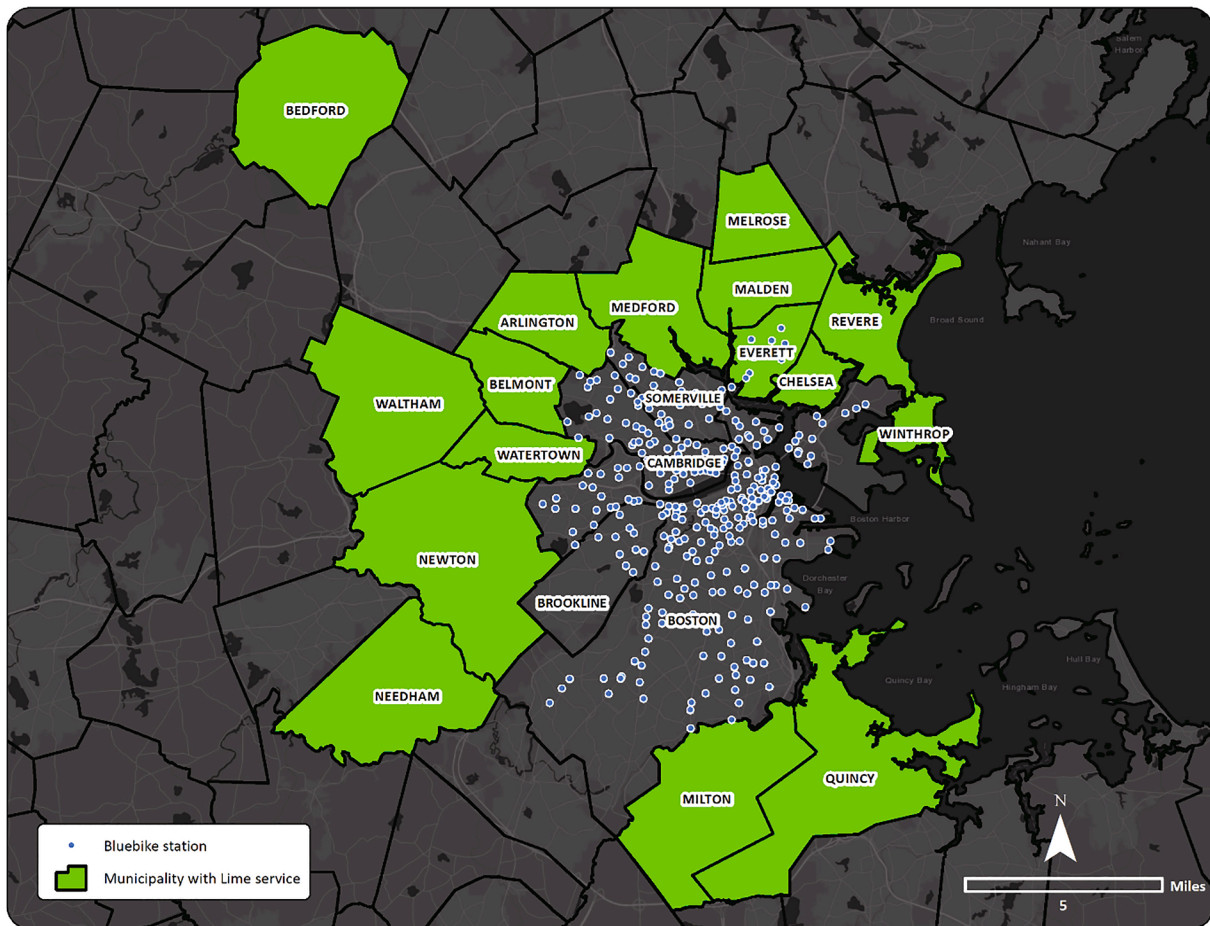 Salem
Harbor
BEDFORD
MELROSE
Nahant Bay
MALDEN
MEDFORD
ARLINGTON
REVERE
Broad Sound
EVERETT
BELMONT
CHELSEA
SOMERVILLE
WALTHAM
WINTHROP
WATERTOWN
CAMBRIDGE
Boston Harbor
NEWTON
Dorchester
Bay
BROOKLINE
BOSTON
Hull Bay
Quincy Bay
Hingham Bay
NEEDHAM
QUINCY
MILTON
N
Bluebike station
Municipality with Lime service
Miles
5